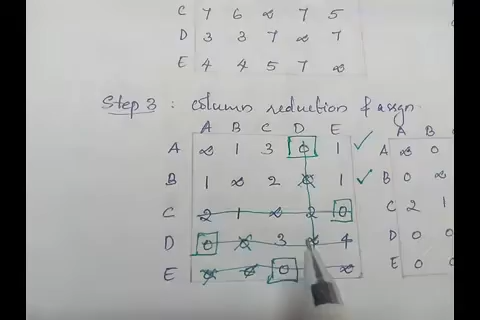 C 7 6 ∞ 7 5
D 3 3 7 ∞ 7
E 4 4 5 7 ∞
Step 3 : column reduction & assign.
A B C D E
A ∞ 1 3 0 1 ✓
B 1 ∞ 2 0 1 ✓
C 2 1 ∞ 2 0
D 0 0 3 ∞ 4
E 0 0 0 ∞
A B
A ∞ 0
B 0 ∞
C 2 1
D 0 0
E 0 0